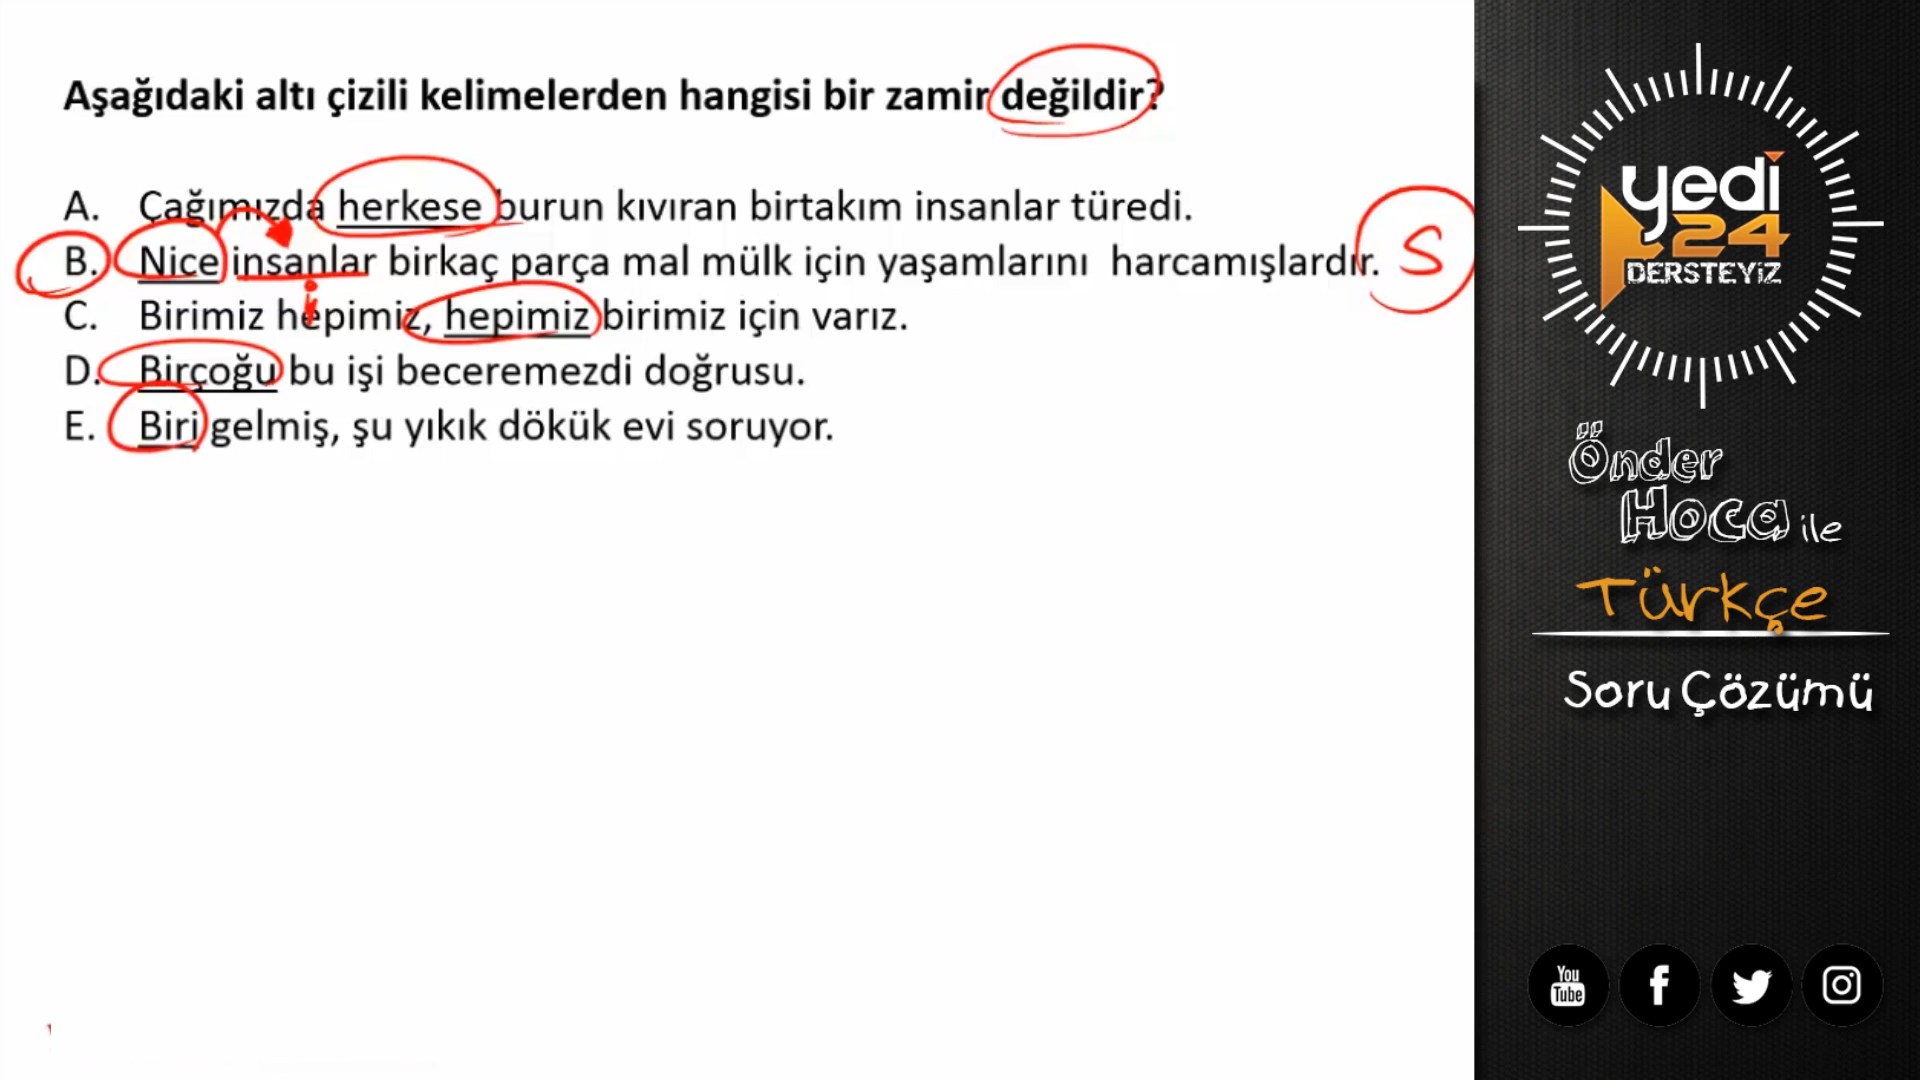 Aşağıdaki altı çizili kelimelerden hangisi bir zamir değildir?
A. Çağımızda herkese burun kıvıran birtakım insanlar türedi.
B. Nice insanlar birkaç parça mal mülk için yaşamlarını harcamışlardır. S
i
C. Birimiz hepimiz, hepimiz birimiz için varız.
D. Birçoğu bu işi beceremezdi doğrusu.
E. Biri gelmiş, şu yıkık dökük evi soruyor.
yedi
24
DERSTEYİZ
Önder
Hoca ile
Türkçe
Soru Çözümü
You
Tube